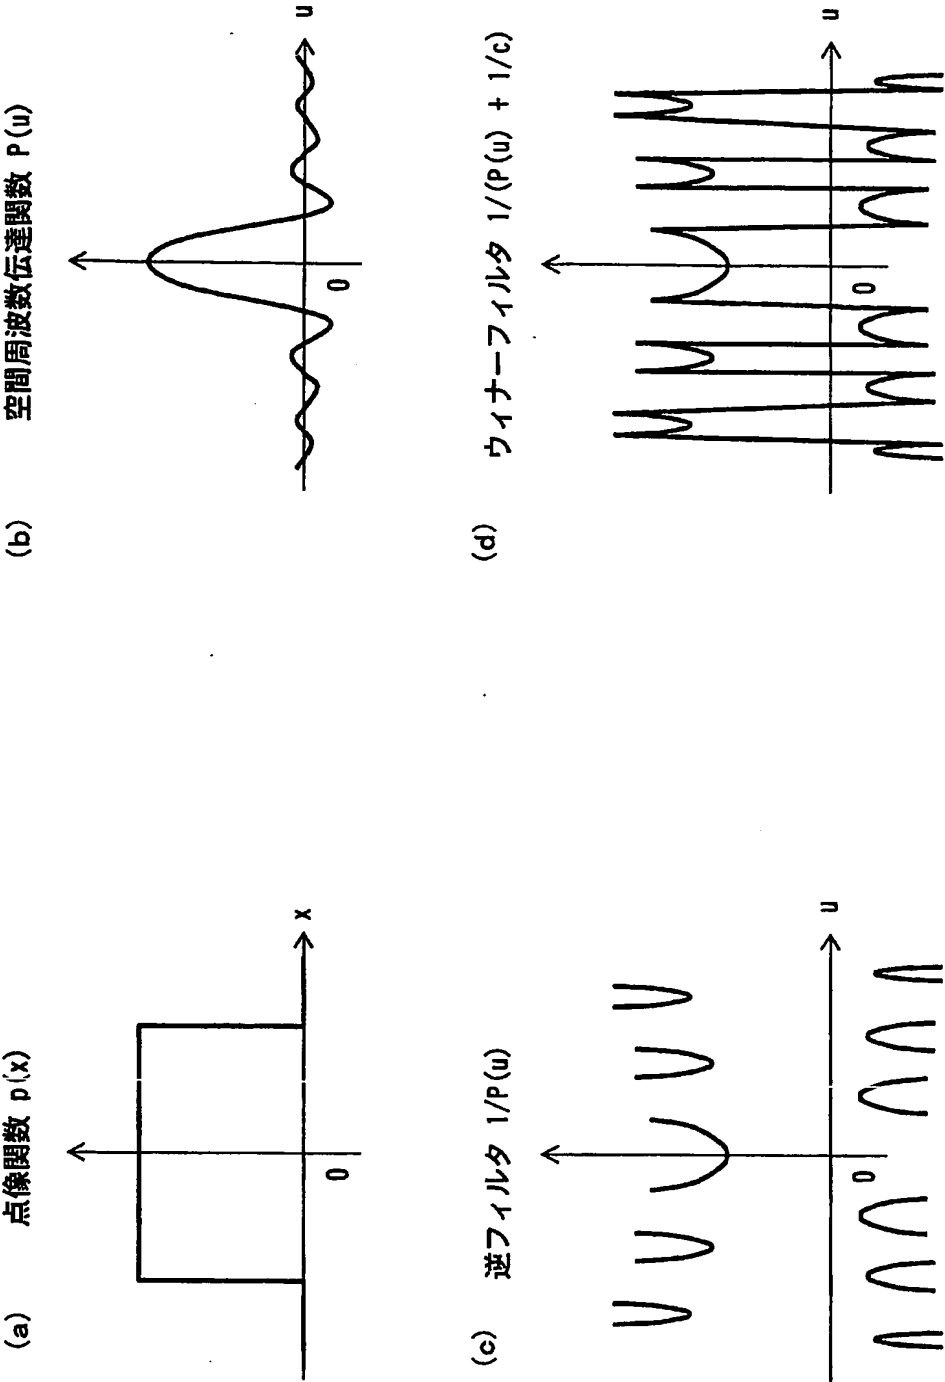 (a) 点像関数 p(x)
x
0
(b) 空間周波数伝達関数 P(u)
u
0
(c) 逆フィルタ 1/P(u)
u
0
(d) ウィナーフィルタ 1/(P(u) + 1/c)
u
0